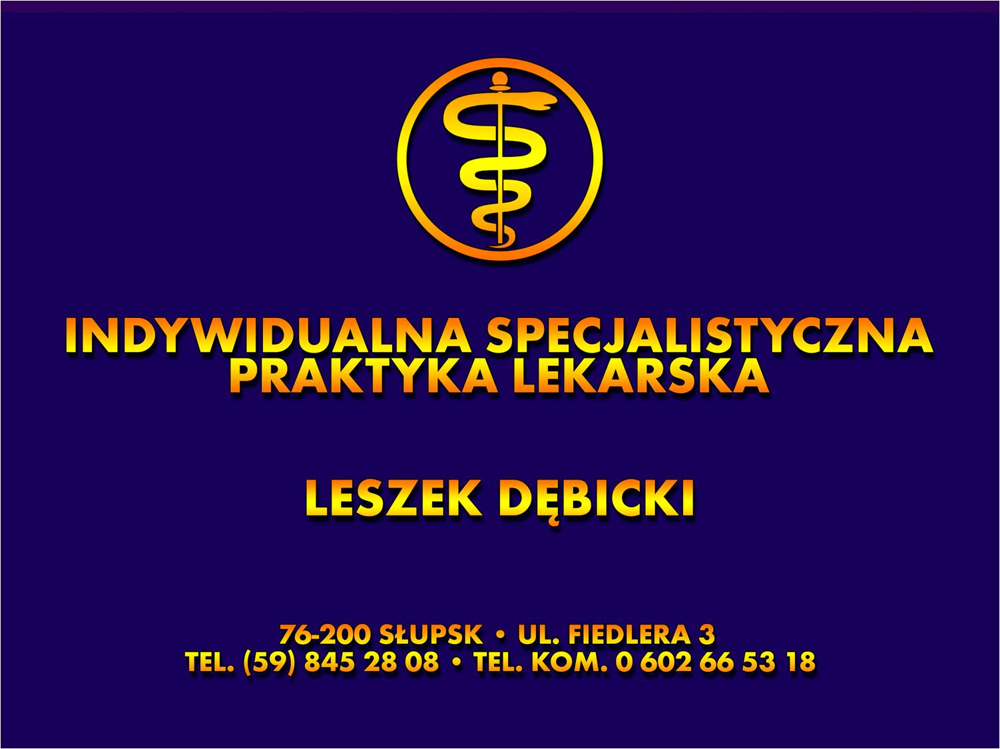 INDYWIDUALNA SPECJALISTYCZNA
PRAKTYKA LEKARSKA
LESZEK DĘBICKI
76-200 SŁUPSK • UL. FIEDLERA 3
TEL. (59) 845 28 08 • TEL. KOM. 0 602 66 53 18